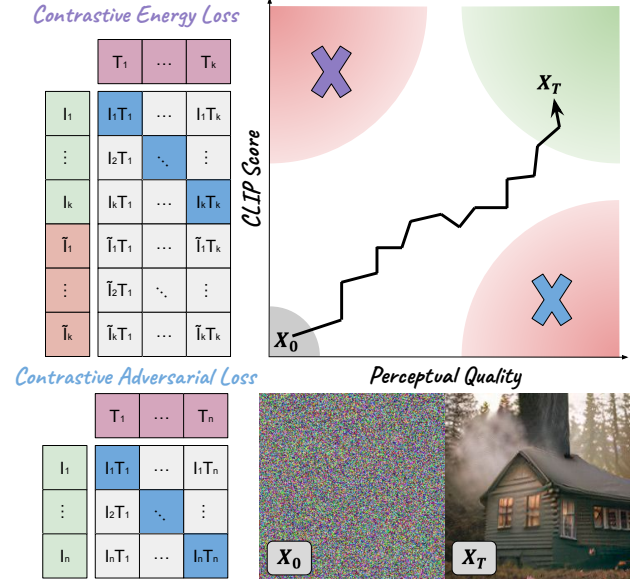 Contrastive Energy Loss
T₁ ... Tₖ
I₁ I₁T₁ ... I₁Tₖ
⋮ I₂T₁ ⋱ ⋮
Iₖ IₖT₁ ... IₖTₖ
Ĩ₁ Ĩ₁T₁ ... Ĩ₁Tₖ
⋮ Ĩ₂T₁ ⋱ ⋮
Ĩₖ ĨₖT₁ ... ĨₖTₖ
CLIP Score
X_T
X₀
Perceptual Quality
Contrastive Adversarial Loss
T₁ ... Tₙ
I₁ I₁T₁ ... I₁Tₙ
⋮ I₂T₁ ⋱ ⋮
Iₙ IₙT₁ ... IₙTₙ
X₀
X_T